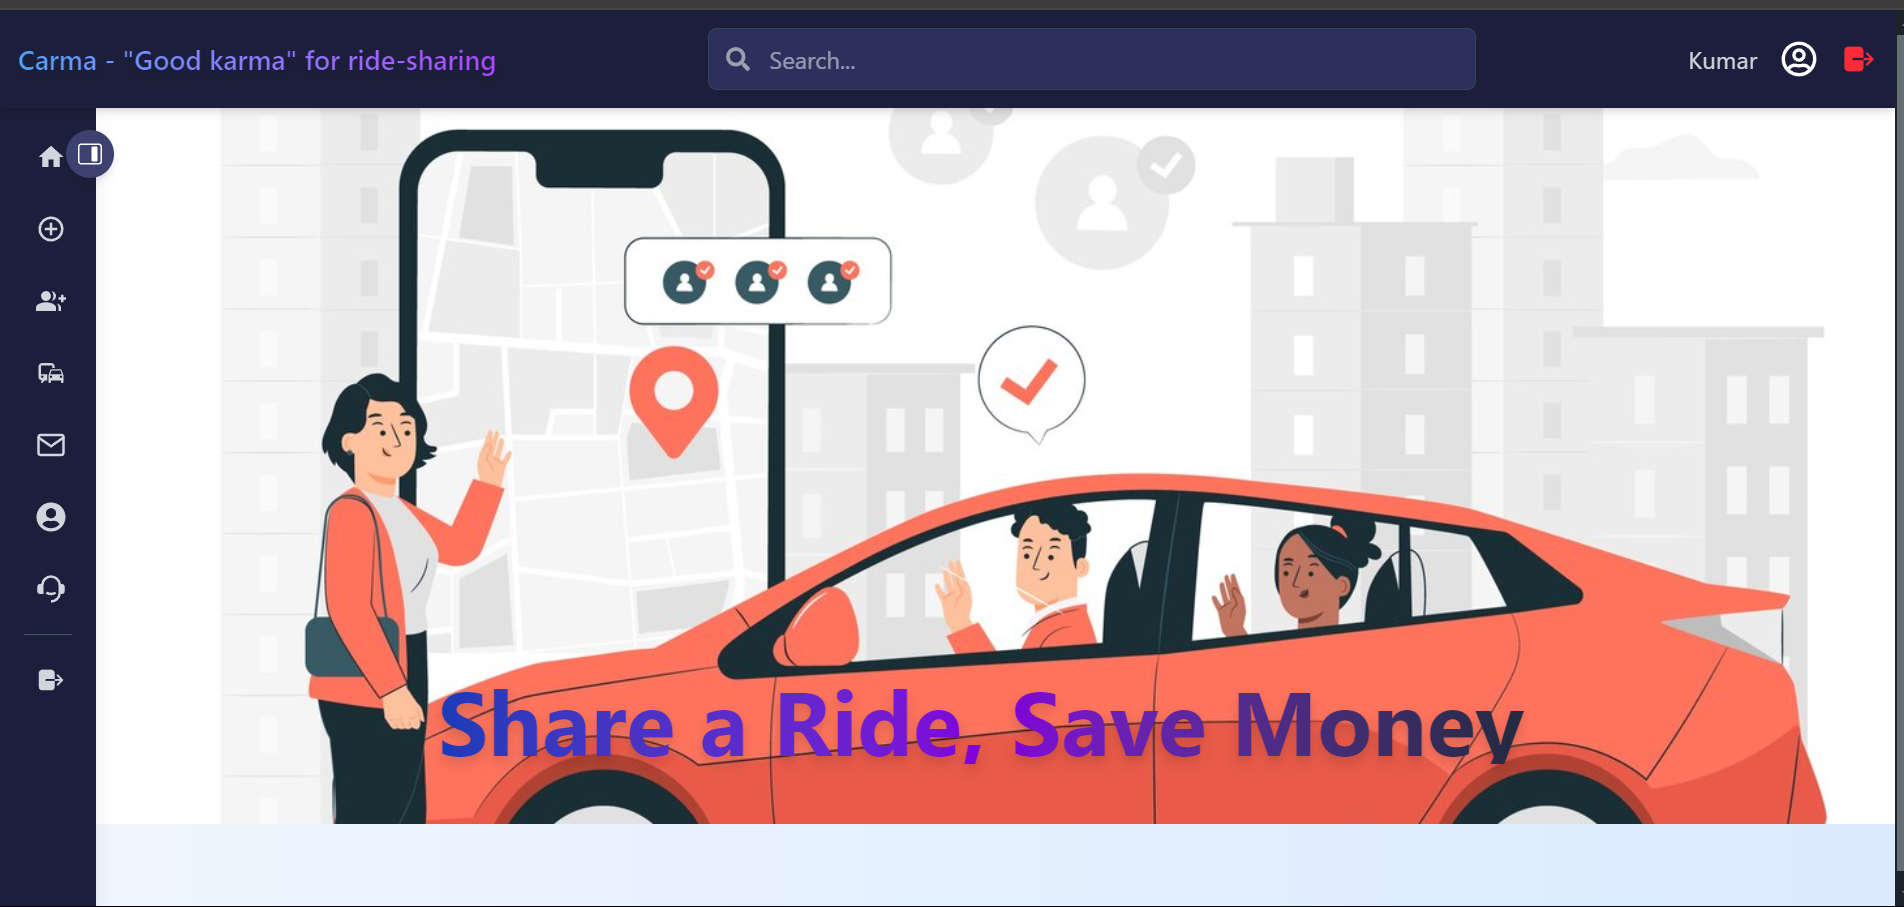 Carma - "Good karma" for ride-sharing
Search...
Kumar
Share a Ride, Save Money